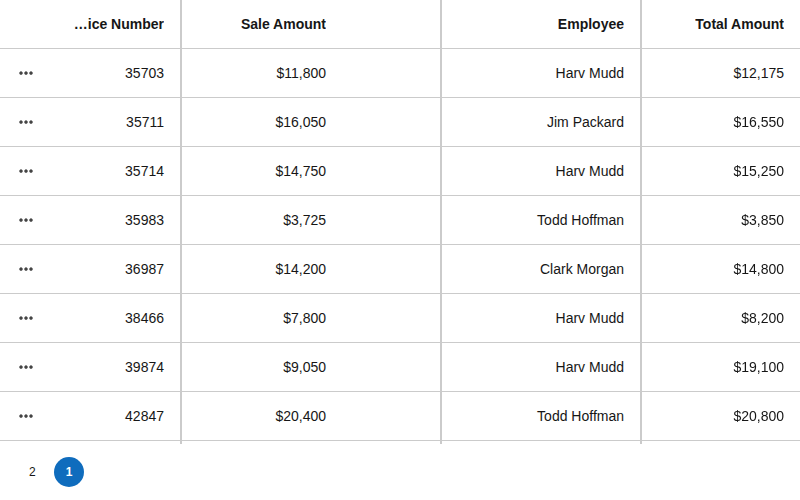 …ice Number Sale Amount Employee Total Amount
35703 $11,800 Harv Mudd $12,175
35711 $16,050 Jim Packard $16,550
35714 $14,750 Harv Mudd $15,250
35983 $3,725 Todd Hoffman $3,850
36987 $14,200 Clark Morgan $14,800
38466 $7,800 Harv Mudd $8,200
39874 $9,050 Harv Mudd $19,100
42847 $20,400 Todd Hoffman $20,800
2 1